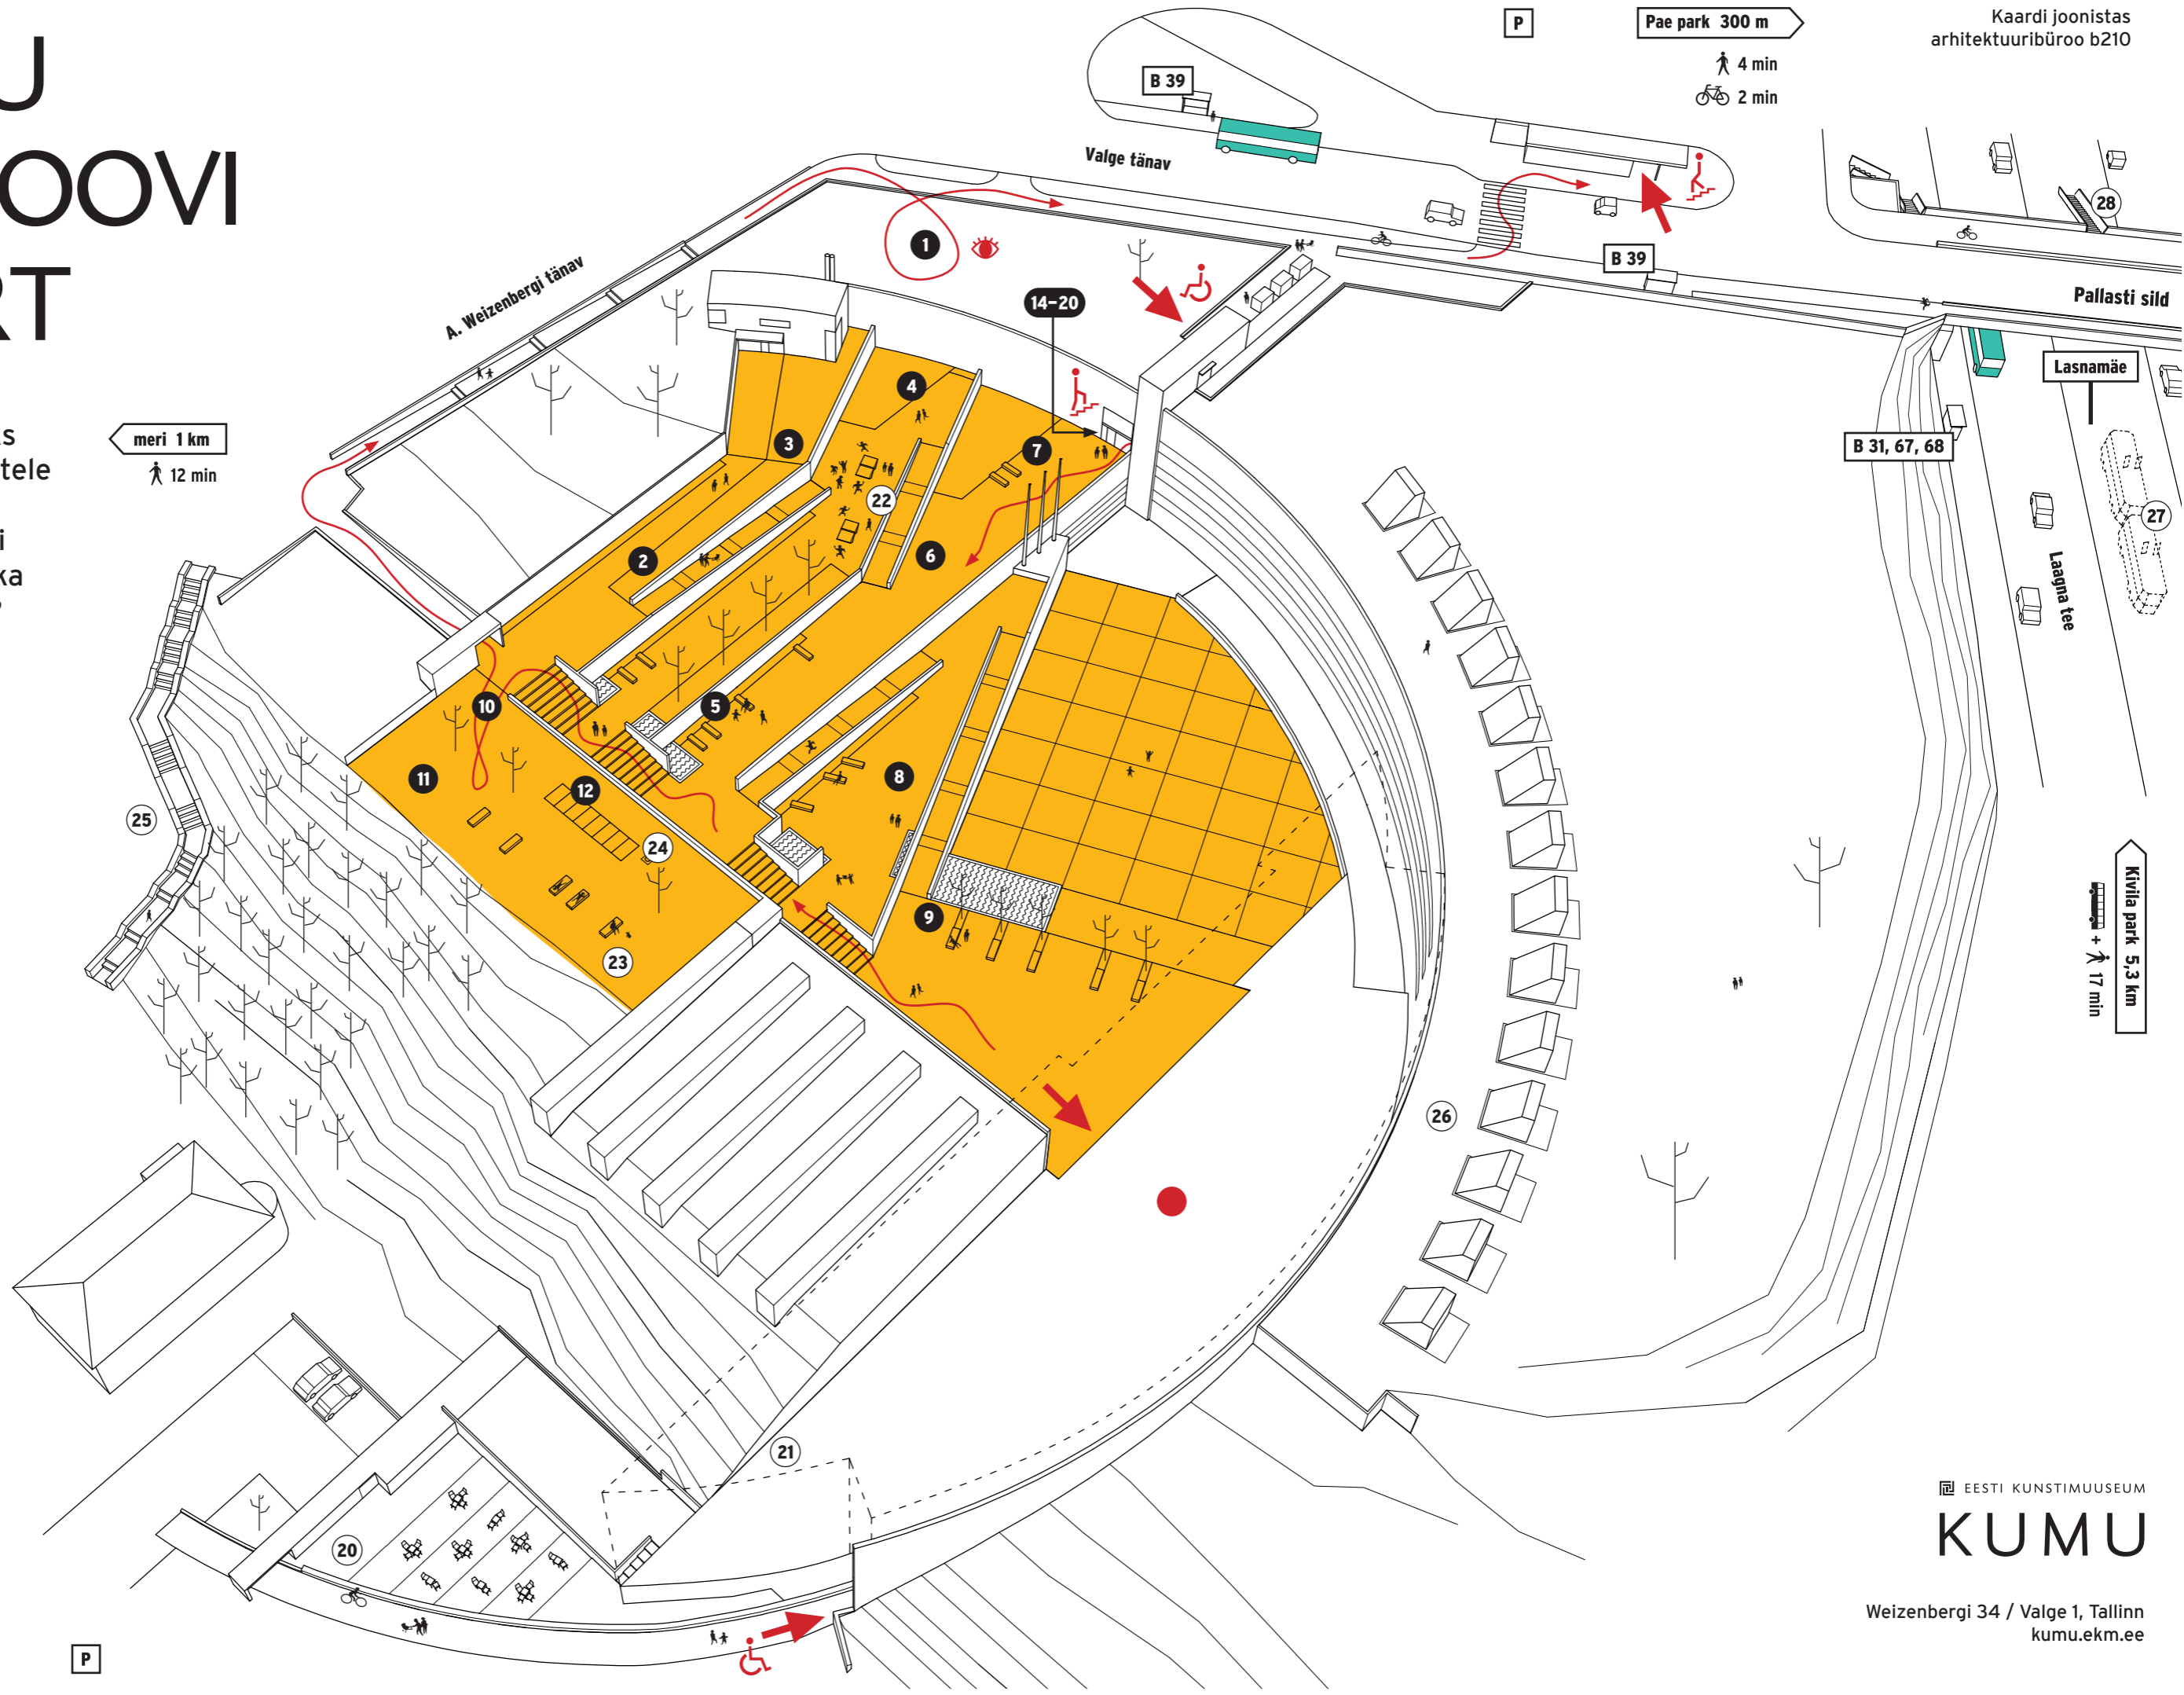 U
OOVI
RT
s
tele
i
ka
meri 1 km
12 min
A. Weizenbergi tänav
Valge tänav
B 39
P
Pae park 300 m
4 min
2 min
Kaardi joonistas
arhitektuuribüroo b210
B 39
28
Pallasti sild
Lasnamäe
B 31, 67, 68
27
Laagna tee
Kivila park 5,3 km
+ 17 min
1
14–20
4
3
7
22
2
6
5
10
8
11
12
25
24
9
23
26
21
20
P
EESTI KUNSTIMUUSEUM
KUMU
Weizenbergi 34 / Valge 1, Tallinn
kumu.ekm.ee